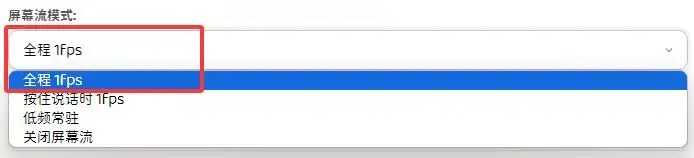 屏幕流模式:
全程 1fps
全程 1fps
按住说话时 1fps
低频常驻
关闭屏幕流